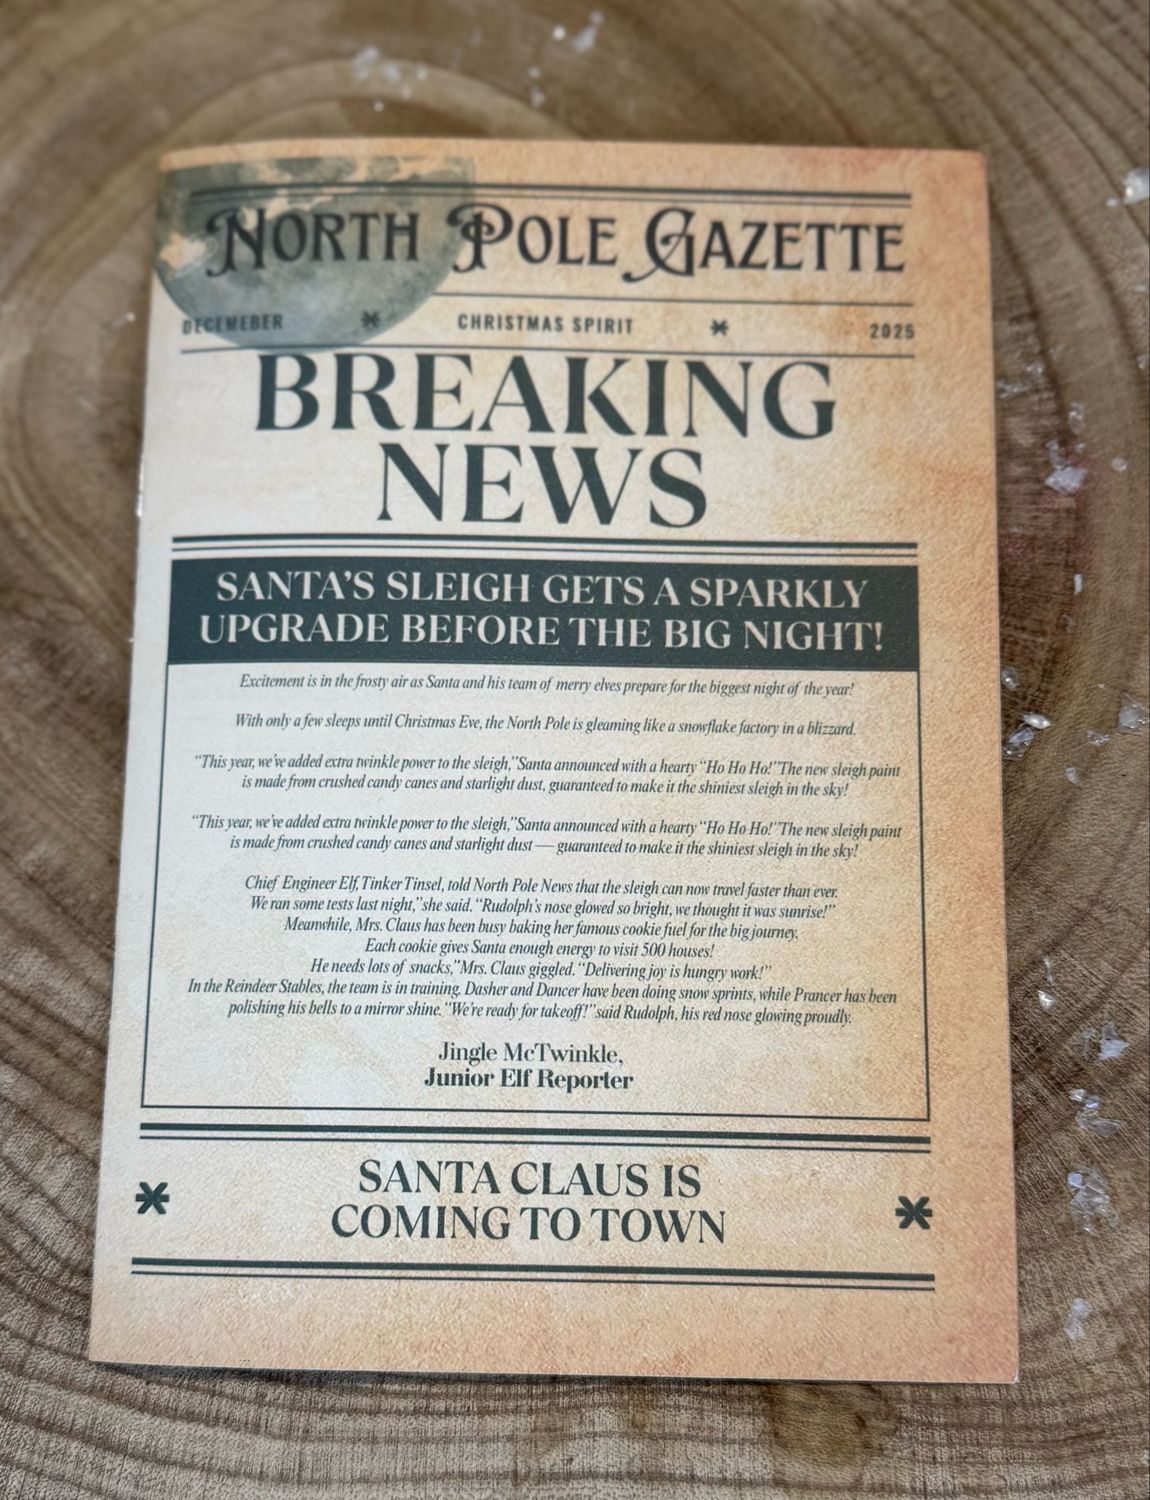 NORTH POLE GAZETTE
DECEMEBER * CHRISTMAS SPIRIT * 2025
BREAKING
NEWS
SANTA'S SLEIGH GETS A SPARKLY
UPGRADE BEFORE THE BIG NIGHT!
Excitement is in the frosty air as Santa and his team of merry elves prepare for the biggest night of the year!
With only a few sleeps until Christmas Eve, the North Pole is gleaming like a snowflake factory in a blizzard.
“This year, we've added extra twinkle power to the sleigh,” Santa announced with a hearty “Ho Ho Ho!” The new sleigh paint
is made from crushed candy canes and starlight dust, guaranteed to make it the shiniest sleigh in the sky!
“This year, we've added extra twinkle power to the sleigh,” Santa announced with a hearty “Ho Ho Ho!” The new sleigh paint
is made from crushed candy canes and starlight dust — guaranteed to make it the shiniest sleigh in the sky!
Chief Engineer Elf, Tinker Tinsel, told North Pole News that the sleigh can now travel faster than ever.
We ran some tests last night,” she said. “Rudolph's nose glowed so bright, we thought it was sunrise!”
Meanwhile, Mrs. Claus has been busy baking her famous cookie fuel for the big journey.
Each cookie gives Santa enough energy to visit 500 houses!
He needs lots of snacks,” Mrs. Claus giggled. “Delivering joy is hungry work!”
In the Reindeer Stables, the team is in training. Dasher and Dancer have been doing snow sprints, while Prancer has been
polishing his bells to a mirror shine. “We're ready for takeoff!” said Rudolph, his red nose glowing proudly.
Jingle McTwinkle,
Junior Elf Reporter
SANTA CLAUS IS
COMING TO TOWN